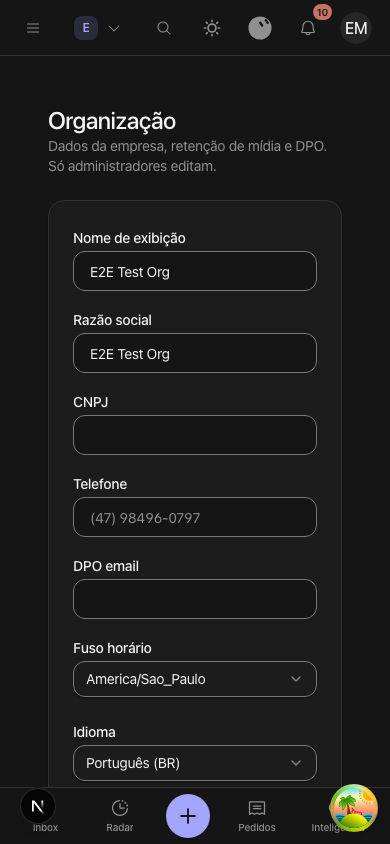 E
10
EM
Organização
Dados da empresa, retenção de mídia e DPO.
Só administradores editam.
Nome de exibição
E2E Test Org
Razão social
E2E Test Org
CNPJ
Telefone
(47) 98496-0797
DPO email
Fuso horário
America/Sao_Paulo
Idioma
Português (BR)
N
Inbox
Radar
Pedidos